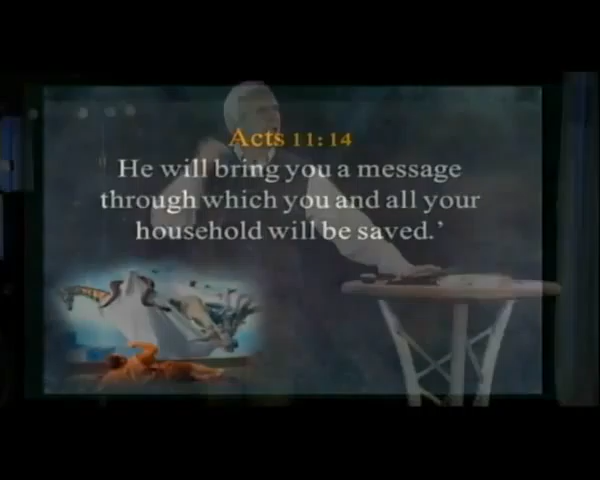 Acts 11:14
He will bring you a message
through which you and all your
household will be saved.’